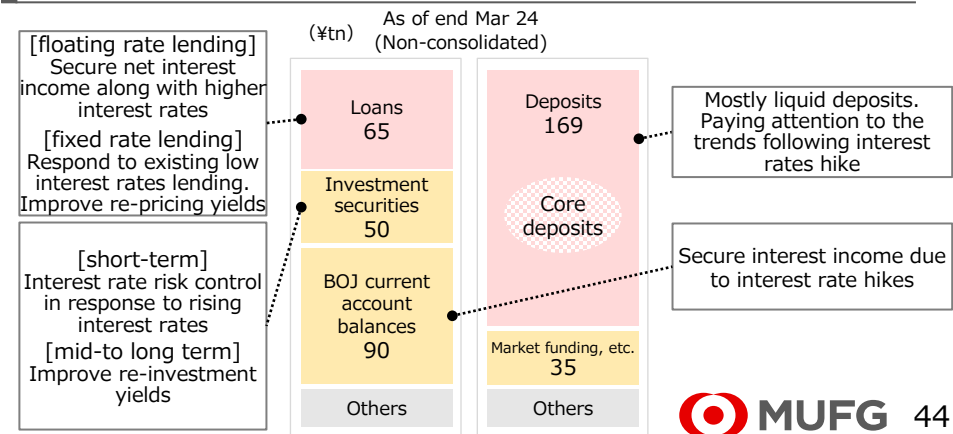 As of end Mar 24
(¥tn)
(Non-consolidated)
[floating rate lending]
Secure net interest
income along with higher
interest rates
[fixed rate lending]
Respond to existing low
interest rates lending.
Improve re-pricing yields
[short-term]
Interest rate risk control
in response to rising
interest rates
[mid-to long term]
Improve re-investment
yields
Loans
65
Investment
securities
50
BOJ current
account
balances
90
Others
Deposits
169
Core
deposits
Market funding, etc.
35
Others
Mostly liquid deposits.
Paying attention to the
trends following interest
rates hike
Secure interest income due
to interest rate hikes
MUFG 44